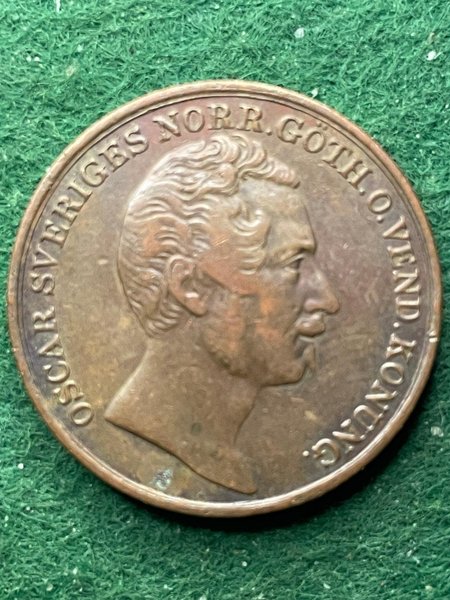 OSCAR SVERIGES NORR. GÖTH. O. VEND. KONUNG.